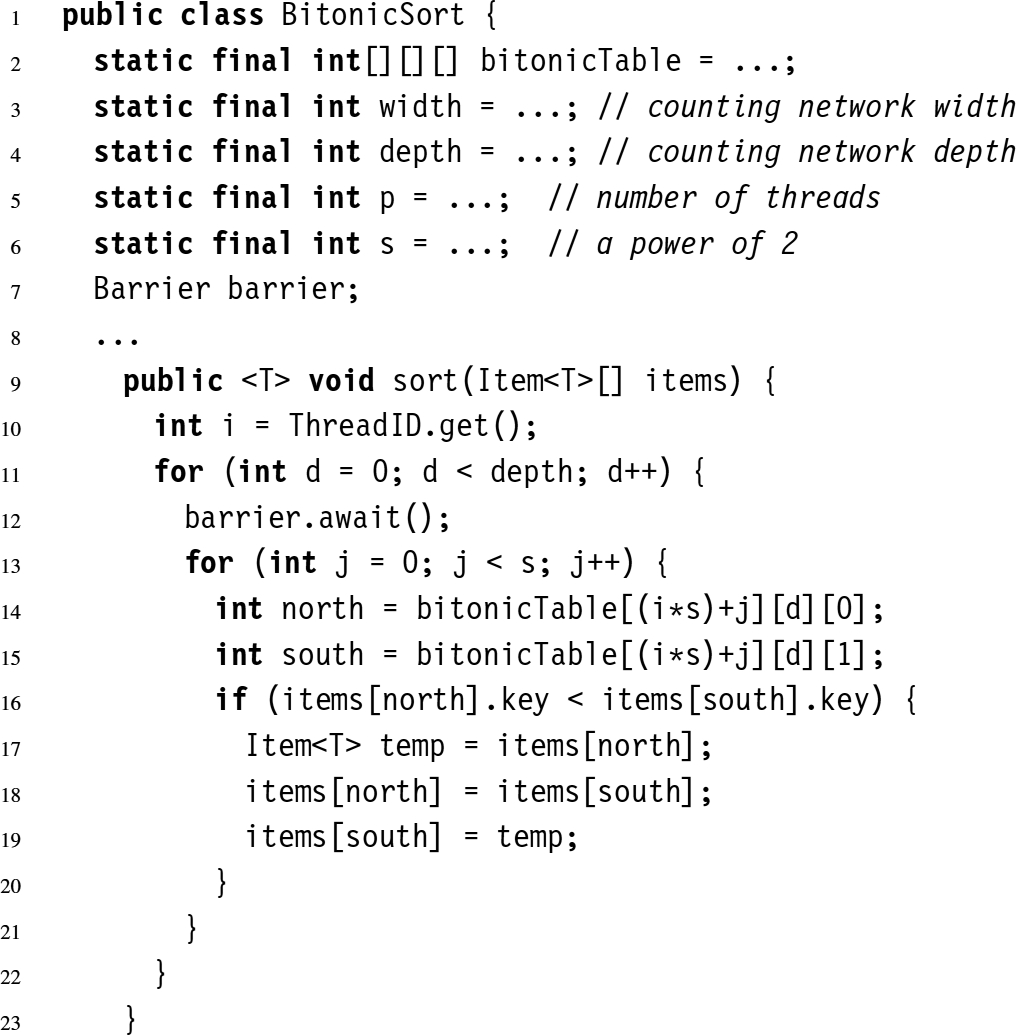 1 public class BitonicSort {
2 static final int[][][] bitonicTable = ...;
3 static final int width = ...; // counting network width
4 static final int depth = ...; // counting network depth
5 static final int p = ...; // number of threads
6 static final int s = ...; // a power of 2
7 Barrier barrier;
8 ...
9 public <T> void sort(Item<T>[] items) {
10 int i = ThreadID.get();
11 for (int d = 0; d < depth; d++) {
12 barrier.await();
13 for (int j = 0; j < s; j++) {
14 int north = bitonicTable[(i*s)+j][d][0];
15 int south = bitonicTable[(i*s)+j][d][1];
16 if (items[north].key < items[south].key) {
17 Item<T> temp = items[north];
18 items[north] = items[south];
19 items[south] = temp;
20 }
21 }
22 }
23 }